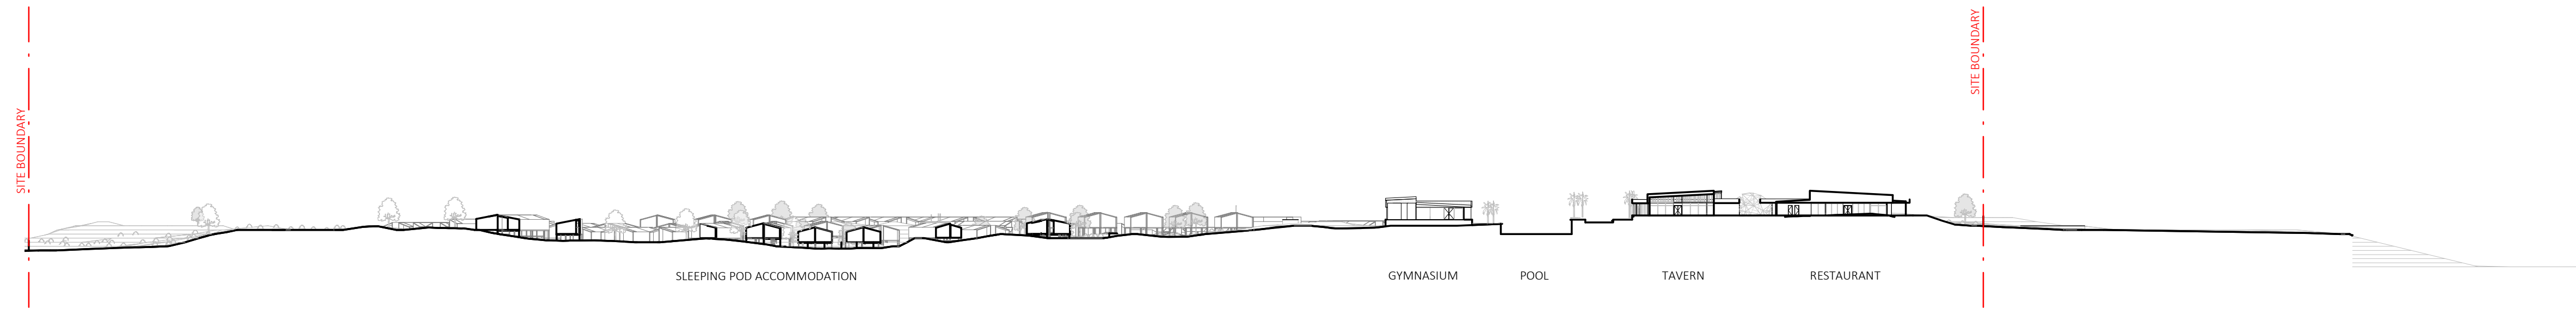 SITE BOUNDARY
SITE BOUNDARY
SLEEPING POD ACCOMMODATION
GYMNASIUM
POOL
TAVERN
RESTAURANT